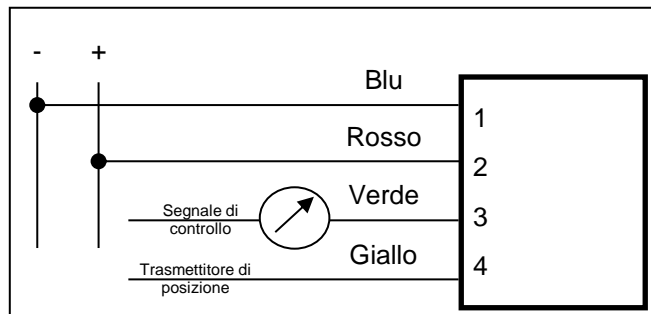 - +
Blu
1
Rosso
2
Verde
Segnale di
controllo
3
Giallo
4
Trasmettitore di
posizione